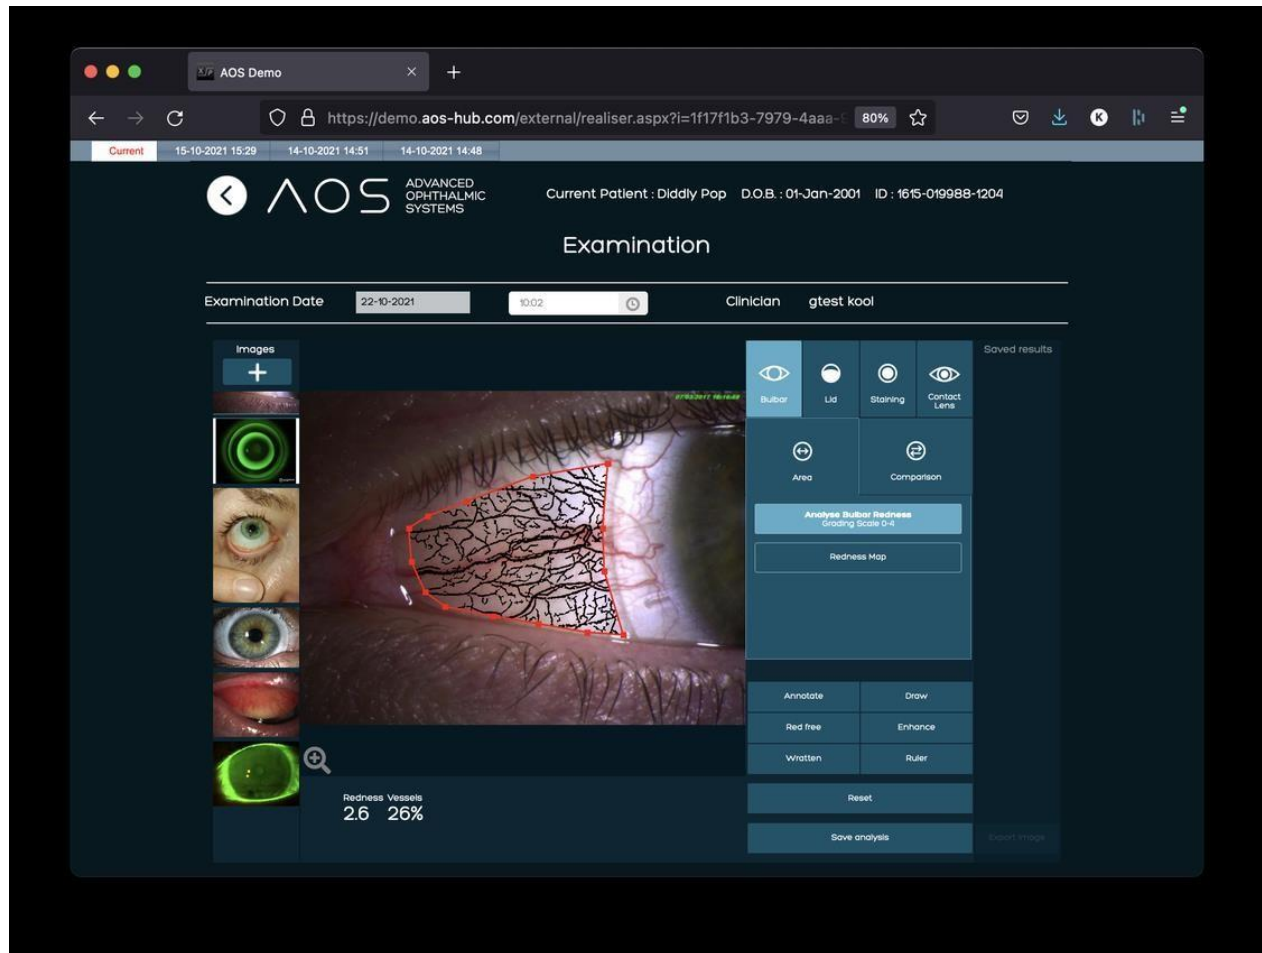 AOS Demo
https://demo.aos-hub.com/external/realiser.aspx?i=1f17f1b3-7979-4aaa-
80%
K
Current 15-10-2021 15:29 14-10-2021 14:51 14-10-2021 14:48
AOS ADVANCED
OPHTHALMIC
SYSTEMS
Current Patient : Diddly Pop D.O.B. : 01-Jan-2001 ID : 1615-019988-1204
Examination
Examination Date 22-10-2021 10:02 Clinician gtest kool
Images
Bulbar Lid Staining Contact
Lens
Saved results
Area Comparison
Analyse Bulbar Redness
Grading Scale 0-4
Redness Map
Annotate Draw
Red free Enhance
Wratten Ruler
Redness Vessels
2.6 26%
Reset
Save analysis
Export Image